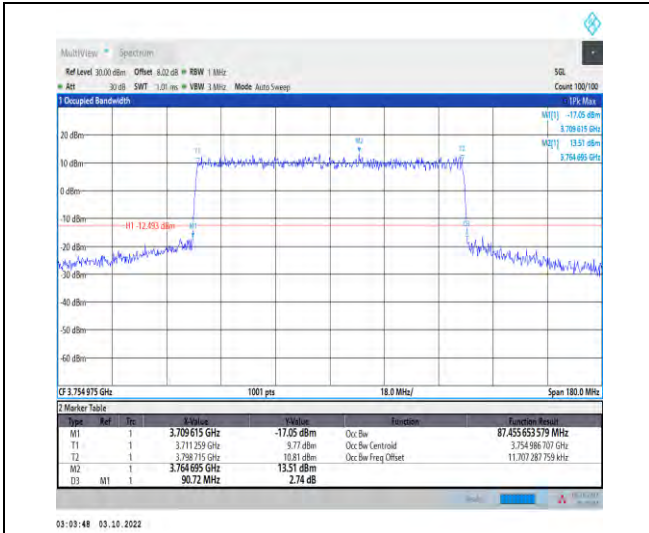 MultiView Spectrum
Ref Level 30.00 dBm Offset 8.02 dB RBW 1 MHz SGL
Att 30 dB SWT 1.01 ms VBW 3 MHz Mode Auto Sweep Count 100/100
1 Occupied Bandwidth 1Pk Max
M1[1] -17.05 dBm
3.709 615 GHz
M2[1] 13.51 dBm
3.764 695 GHz
20 dBm
M2
T1 T2
10 dBm
0 dBm
-10 dBm
H1 -12.493 dBm M1 D3
-20 dBm
-30 dBm
-40 dBm
-50 dBm
-60 dBm
CF 3.754 975 GHz 1001 pts 18.0 MHz/ Span 180.0 MHz
2 Marker Table
Type Ref Trc X-Value Y-Value Function Function Result
M1 1 3.709 615 GHz -17.05 dBm Occ Bw 87.455 653 579 MHz
T1 1 3.711 259 GHz 9.77 dBm Occ Bw Centroid 3.754 986 707 GHz
T2 1 3.798 715 GHz 10.81 dBm Occ Bw Freq Offset 11.707 287 759 kHz
M2 1 3.764 695 GHz 13.51 dBm
D3 M1 1 90.72 MHz 2.74 dB
03:03:48 03.10.2022